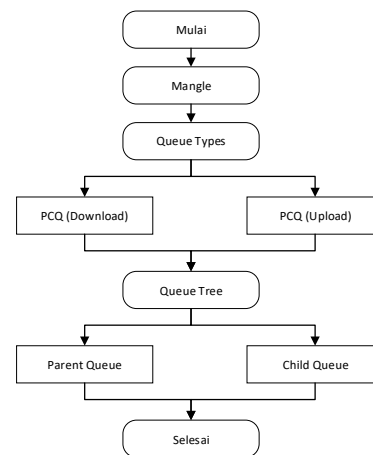 Mulai
Mangle
Queue Types
PCQ (Download)
PCQ (Upload)
Queue Tree
Parent Queue
Child Queue
Selesai